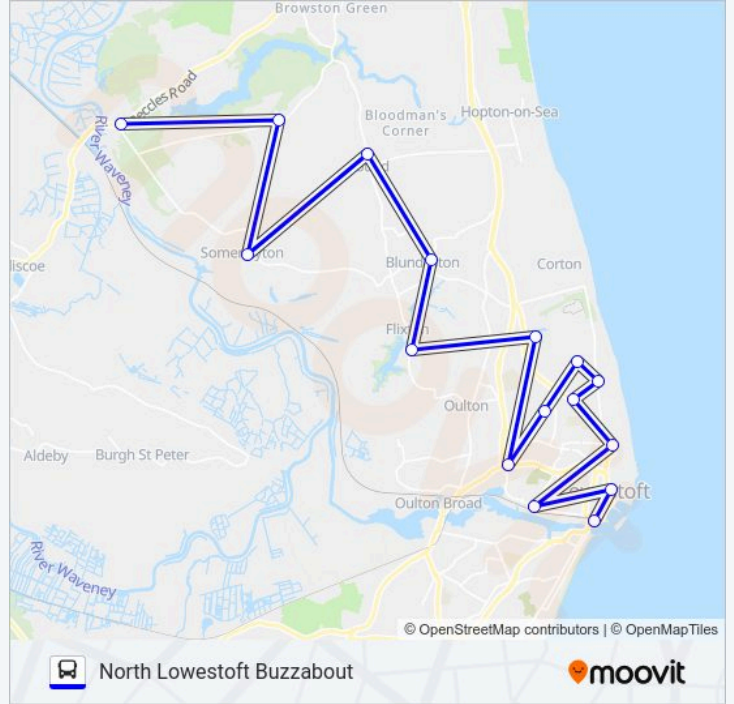 Browston Green
Beccles Road
Bloodman's
Corner
Hopton-on-Sea
River Waveney
Blundeston
Corton
Flixton
Oulton
Aldeby
Burgh St Peter
Oulton Broad
River Waveney
© OpenStreetMap contributors | © OpenMapTiles
North Lowestoft Buzzabout
moovit